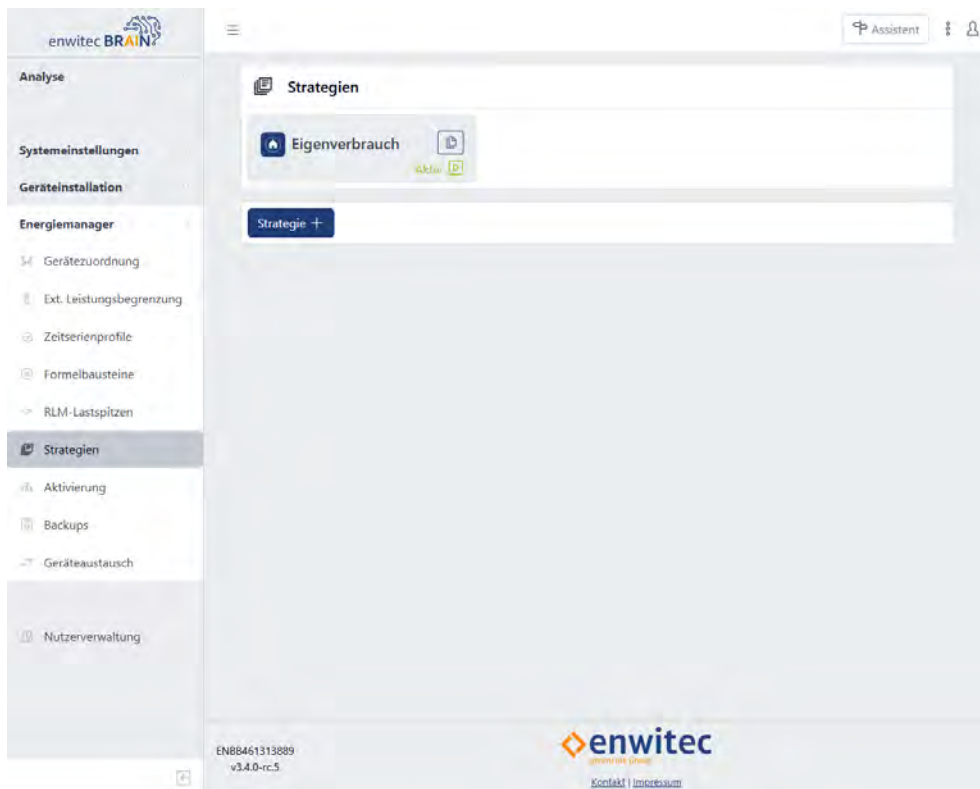 enwitec BRAIN
Assistent
Analyse
Systemeinstellungen
Geräteinstallation
Energiemanager
Gerätezuordnung
Ext. Leistungsbegrenzung
Zeitserienprofile
Formelbausteine
RLM-Lastspitzen
Strategien
Aktivierung
Backups
Geräteaustausch
Nutzerverwaltung
Strategien
Eigenverbrauch
Aktiv
Strategie +
ENBB461313889
v3.4.0-rc.5
enwitec
Kontakt | Impressum